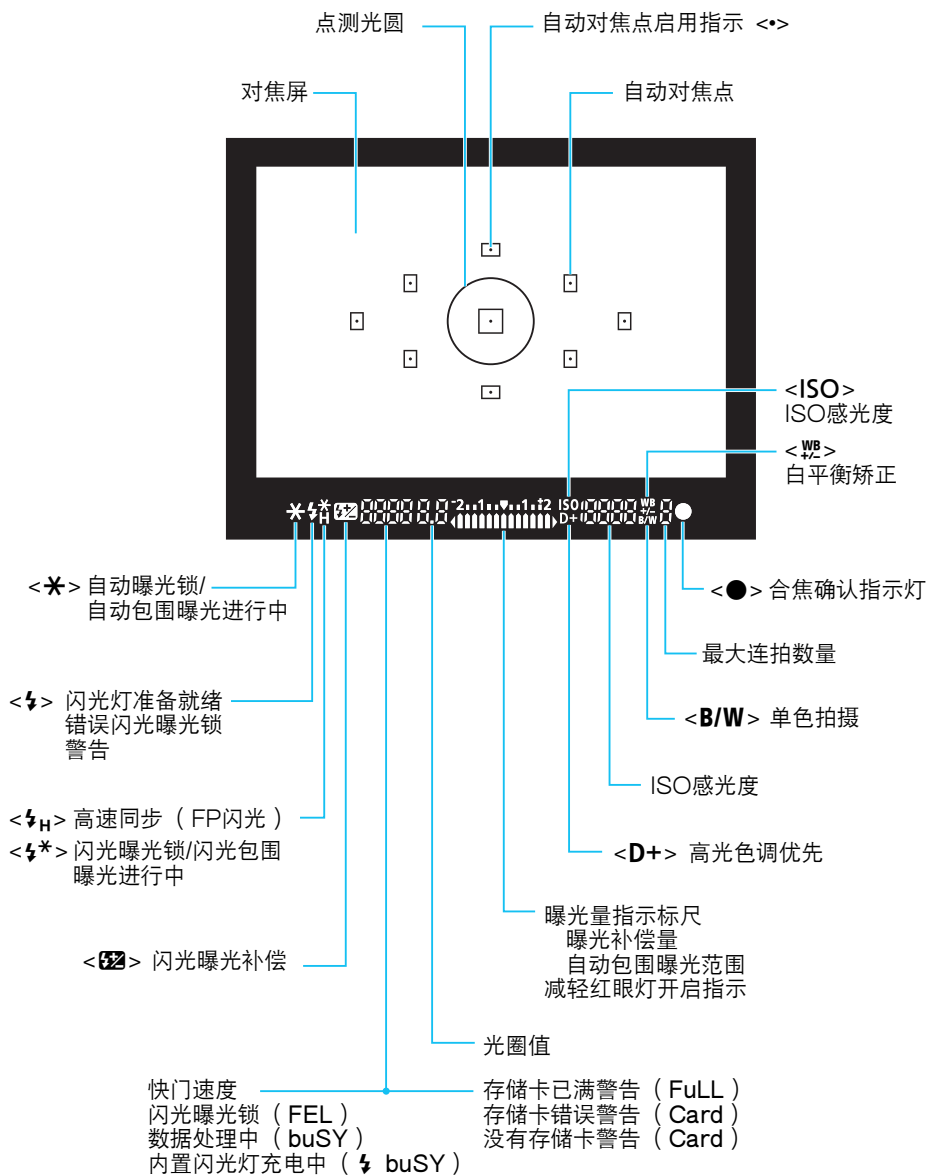 点测光圆
自动对焦点启用指示 <•>
对焦屏
自动对焦点
<ISO>
ISO感光度
<WB +/->
白平衡矫正
-2..1..▼..1..+2
ISO
D+
WB +/-
B/W
<✱> 自动曝光锁/
自动包围曝光进行中
<●> 合焦确认指示灯
最大连拍数量
<⚡> 闪光灯准备就绪
错误闪光曝光锁
警告
<B/W> 单色拍摄
ISO感光度
<⚡H> 高速同步（FP闪光）
<⚡✱> 闪光曝光锁/闪光包围
曝光进行中
<D+> 高光色调优先
曝光量指示标尺
曝光补偿量
自动包围曝光范围
减轻红眼灯开启指示
<⚡±> 闪光曝光补偿
光圈值
快门速度
闪光曝光锁（FEL）
数据处理中（buSY）
内置闪光灯充电中（⚡ buSY）
存储卡已满警告（FuLL）
存储卡错误警告（Card）
没有存储卡警告（Card）